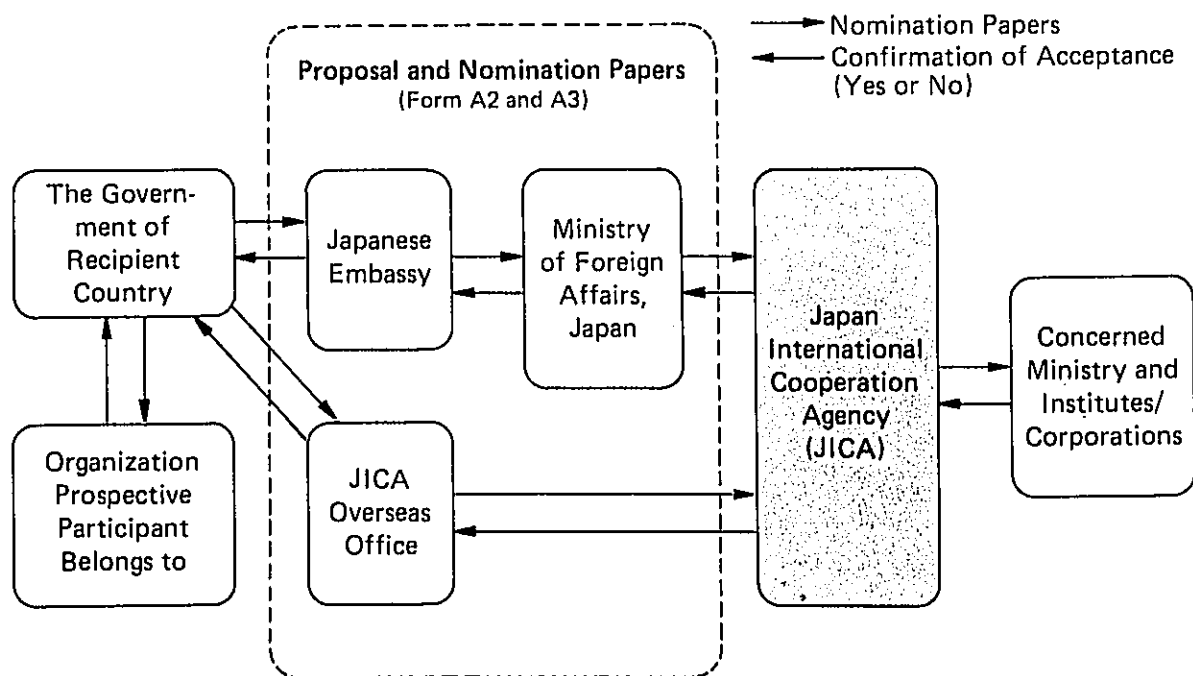 Nomination Papers
Confirmation of Acceptance
(Yes or No)
Proposal and Nomination Papers
(Form A2 and A3)
The Govern-
ment of
Recipient
Country
Japanese
Embassy
Ministry
of Foreign
Affairs,
Japan
Japan
International
Cooperation
Agency
(JICA)
Concerned
Ministry and
Institutes/
Corporations
Organization
Prospective
Participant
Belongs to
JICA
Overseas
Office